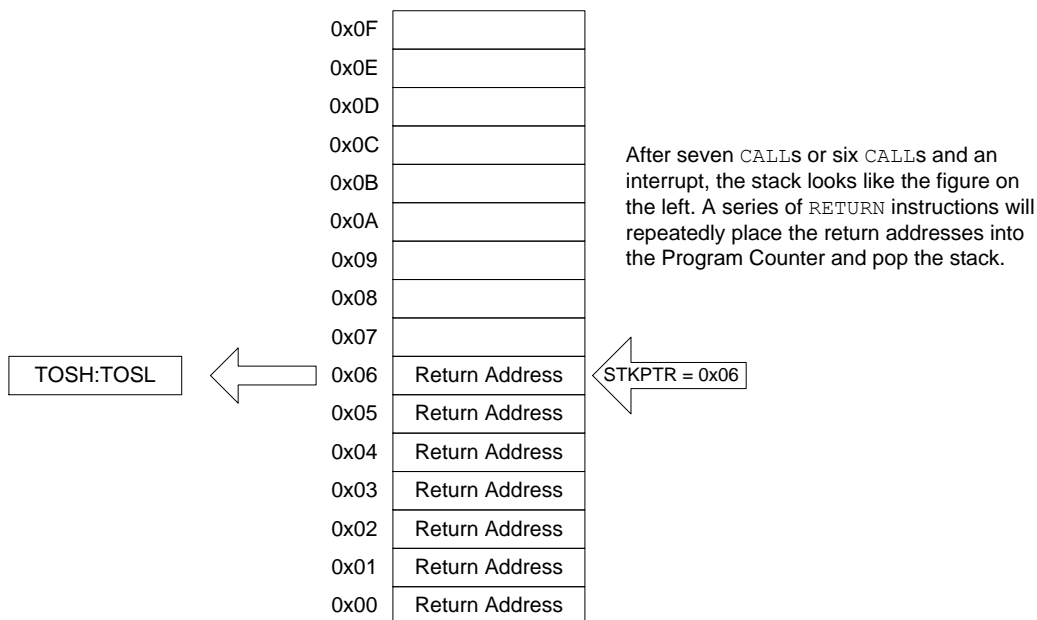 0x0F
0x0E
0x0D
0x0C
0x0B
0x0A
0x09
0x08
0x07
After seven CALLs or six CALLs and an
interrupt, the stack looks like the figure on
the left. A series of RETURN instructions will
repeatedly place the return addresses into
the Program Counter and pop the stack.
TOSH:TOSL
0x06 Return Address
STKPTR = 0x06
0x05 Return Address
0x04 Return Address
0x03 Return Address
0x02 Return Address
0x01 Return Address
0x00 Return Address